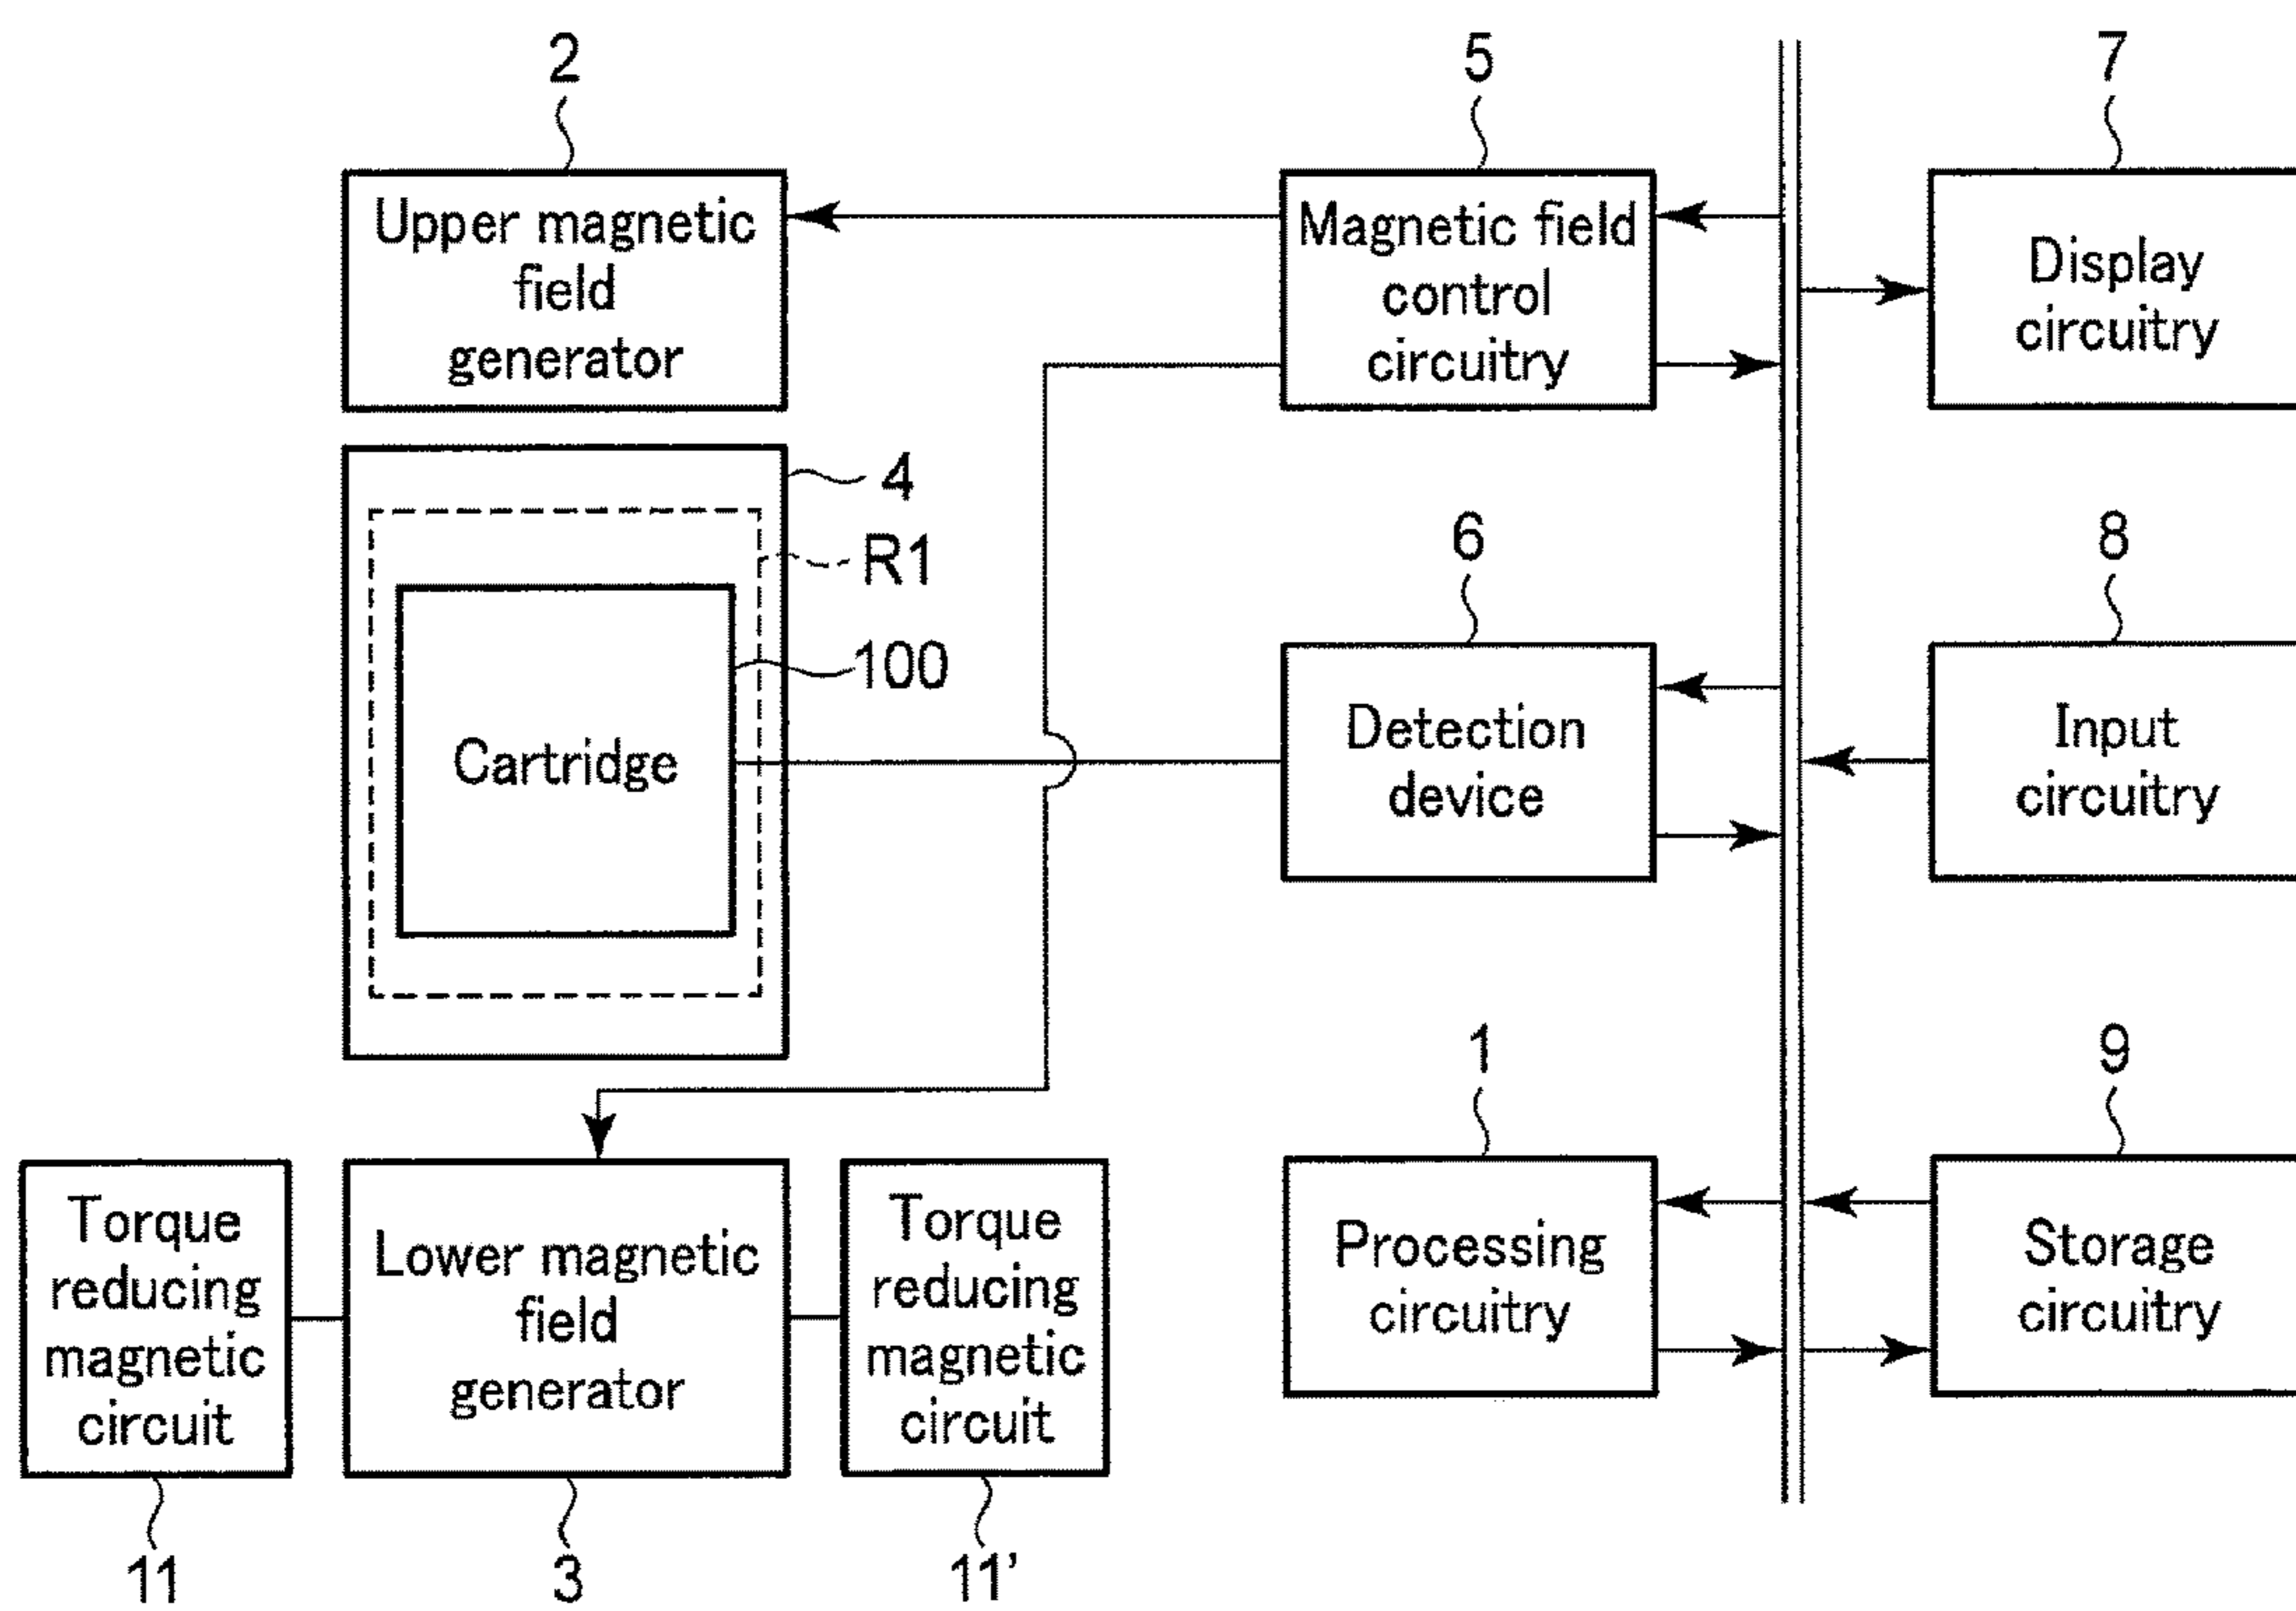 2
Upper magnetic
field
generator
5
Magnetic field
control
circuitry
7
Display
circuitry
4
R1
100
Cartridge
6
Detection
device
8
Input
circuitry
11
Torque
reducing
magnetic
circuit
3
Lower magnetic
field
generator
11'
Torque
reducing
magnetic
circuit
1
Processing
circuitry
9
Storage
circuitry